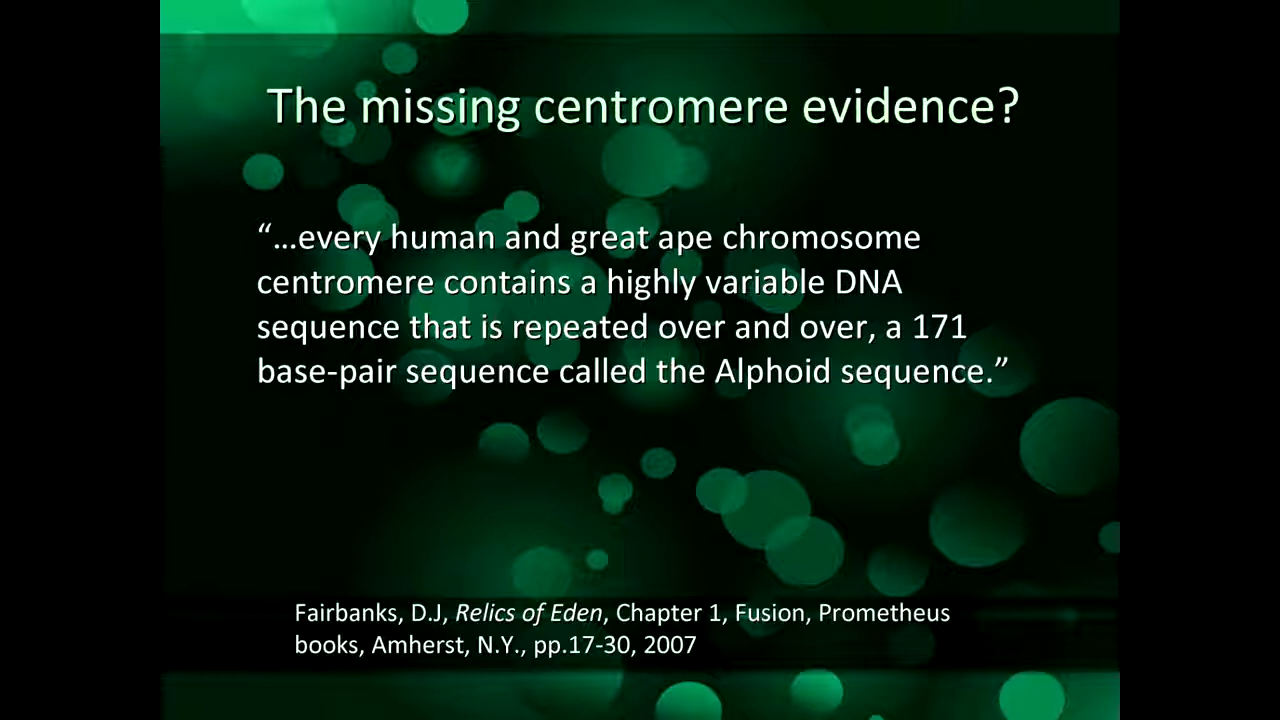 The missing centromere evidence?
“…every human and great ape chromosome
centromere contains a highly variable DNA
sequence that is repeated over and over, a 171
base-pair sequence called the Alphoid sequence.”
Fairbanks, D.J, Relics of Eden, Chapter 1, Fusion, Prometheus
books, Amherst, N.Y., pp.17-30, 2007